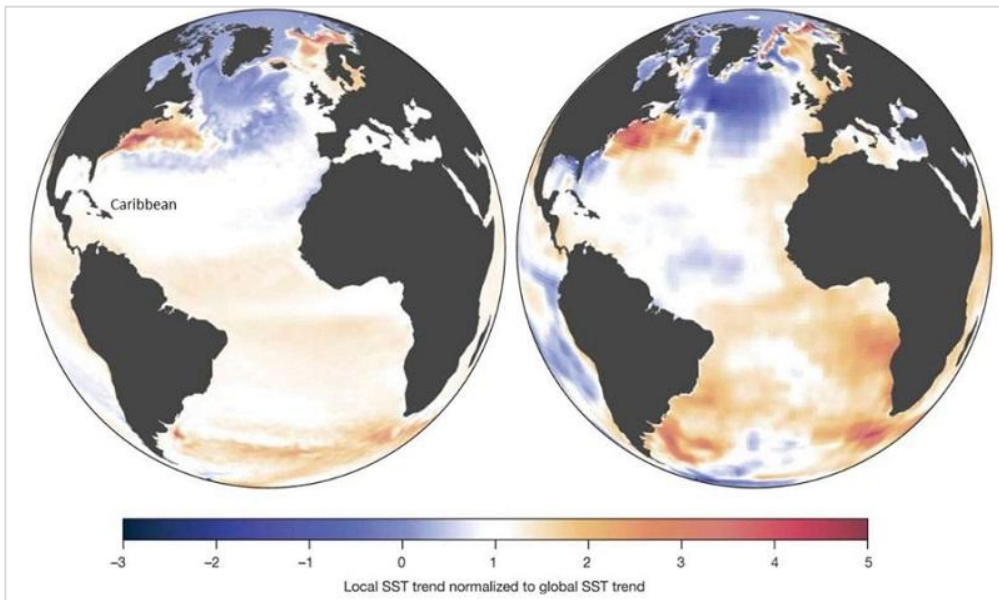 Caribbean
–3 –2 –1 0 1 2 3 4 5
Local SST trend normalized to global SST trend